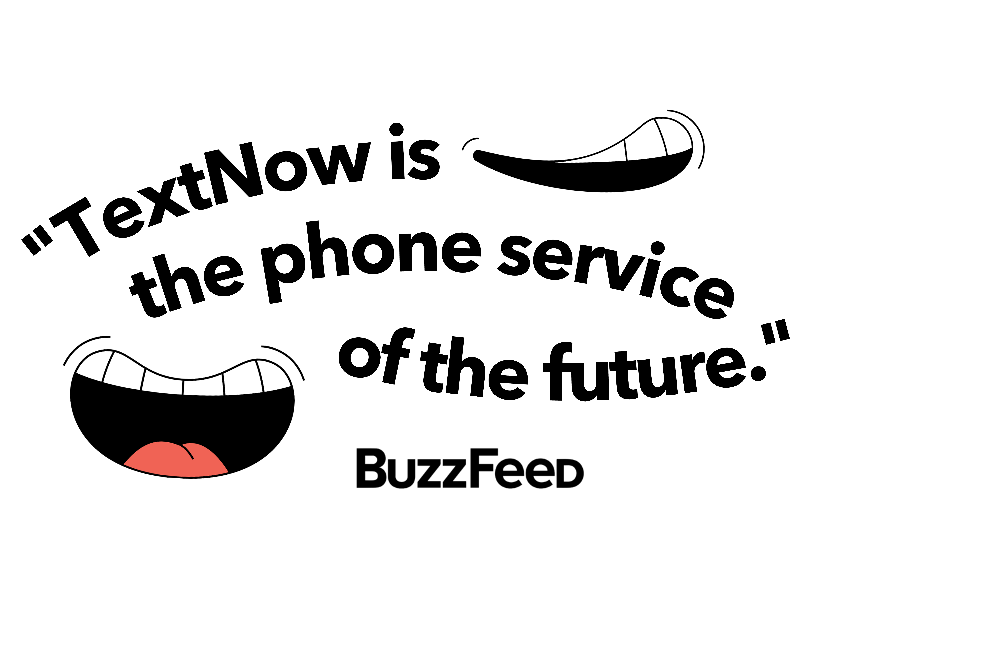 "TextNow is
the phone service
of the future."
BuzzFeed